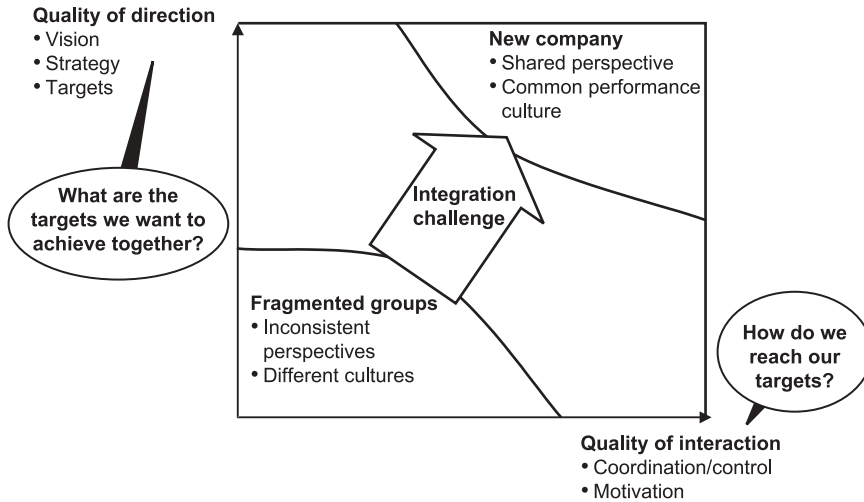 Quality of direction
• Vision
• Strategy
• Targets
What are the
targets we want to
achieve together?
New company
• Shared perspective
• Common performance
culture
Integration
challenge
Fragmented groups
• Inconsistent
perspectives
• Different cultures
How do we
reach our
targets?
Quality of interaction
• Coordination/control
• Motivation